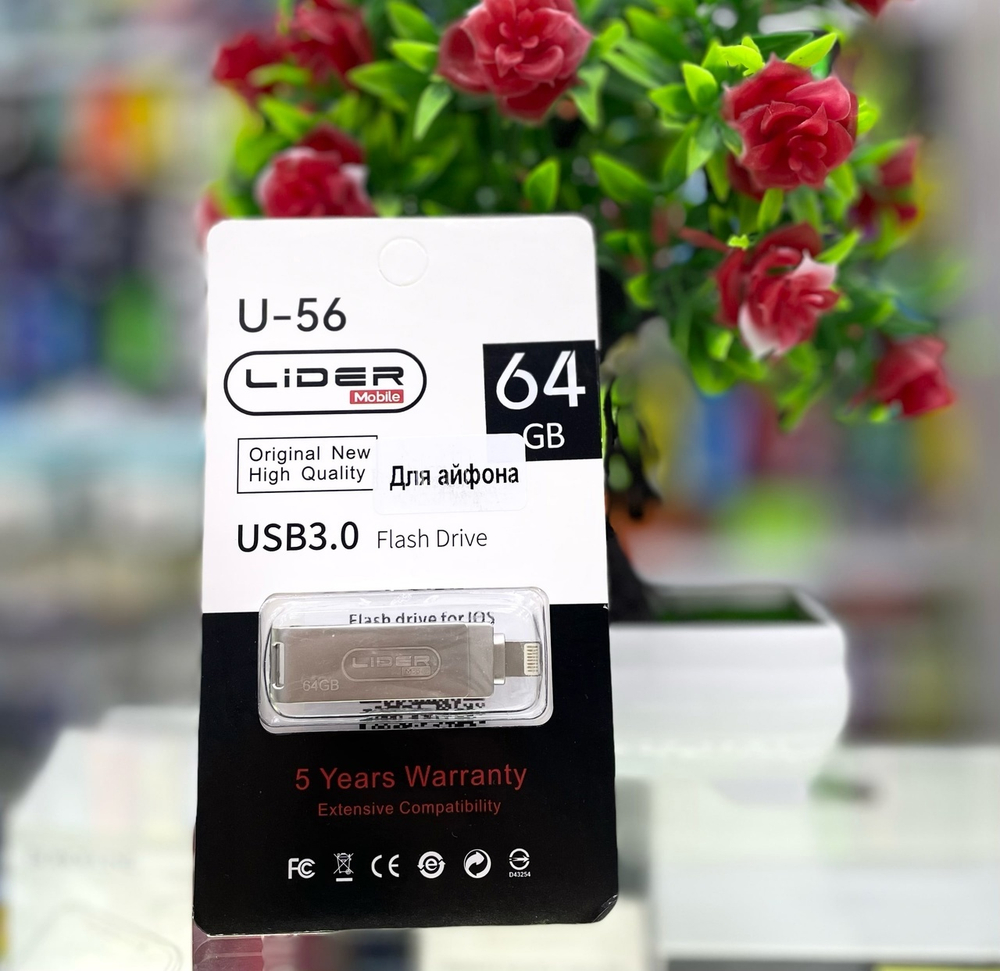 U-56
LiDER
Mobile
64
GB
Original New
High Quality
Для айфона
USB3.0 Flash Drive
Flash drive for IOS
LiDER
64GB
5 Years Warranty
Extensive Compatibility
FC CE
D43254